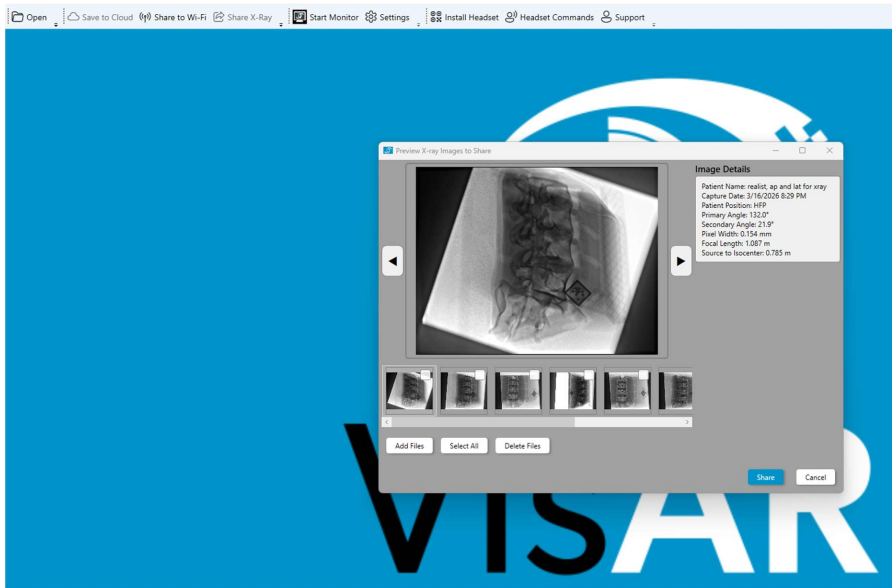 Open
Save to Cloud
Share to Wi-Fi
Share X-Ray
Start Monitor
Settings
Install Headset
Headset Commands
Support
Preview X-ray Images to Share
Image Details
Patient Name: realist, ap and lat for xray
Capture Date: 3/16/2026 8:29 PM
Patient Position: HFP
Primary Angle: 132.0°
Secondary Angle: 21.9°
Pixel Width: 0.154 mm
Focal Length: 1.087 m
Source to Isocenter: 0.785 m
Add Files
Select All
Delete Files
Share
Cancel
VISAR